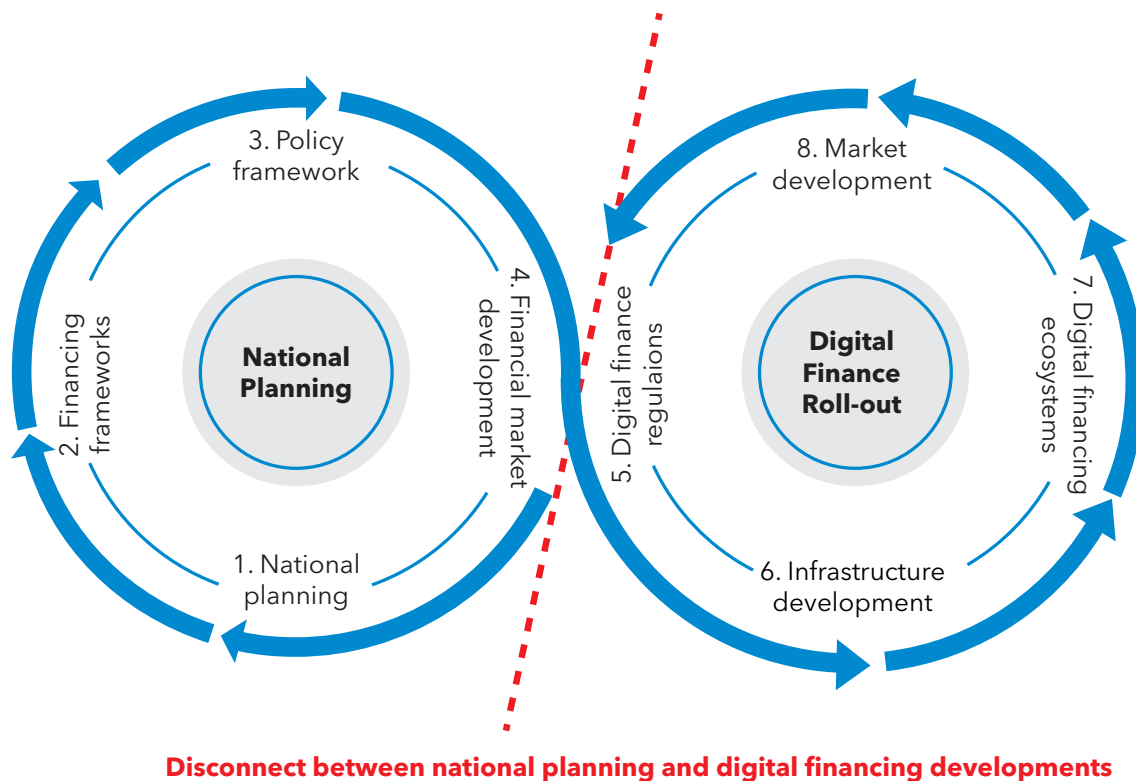 3. Policy
framework
8. Market
development
2. Financing
frameworks
National
Planning
4. Financial market
development
5. Digital finance
regulaions
Digital
Finance
Roll-out
7. Digital financing
ecosystems
1. National
planning
6. Infrastructure
development
Disconnect between national planning and digital financing developments